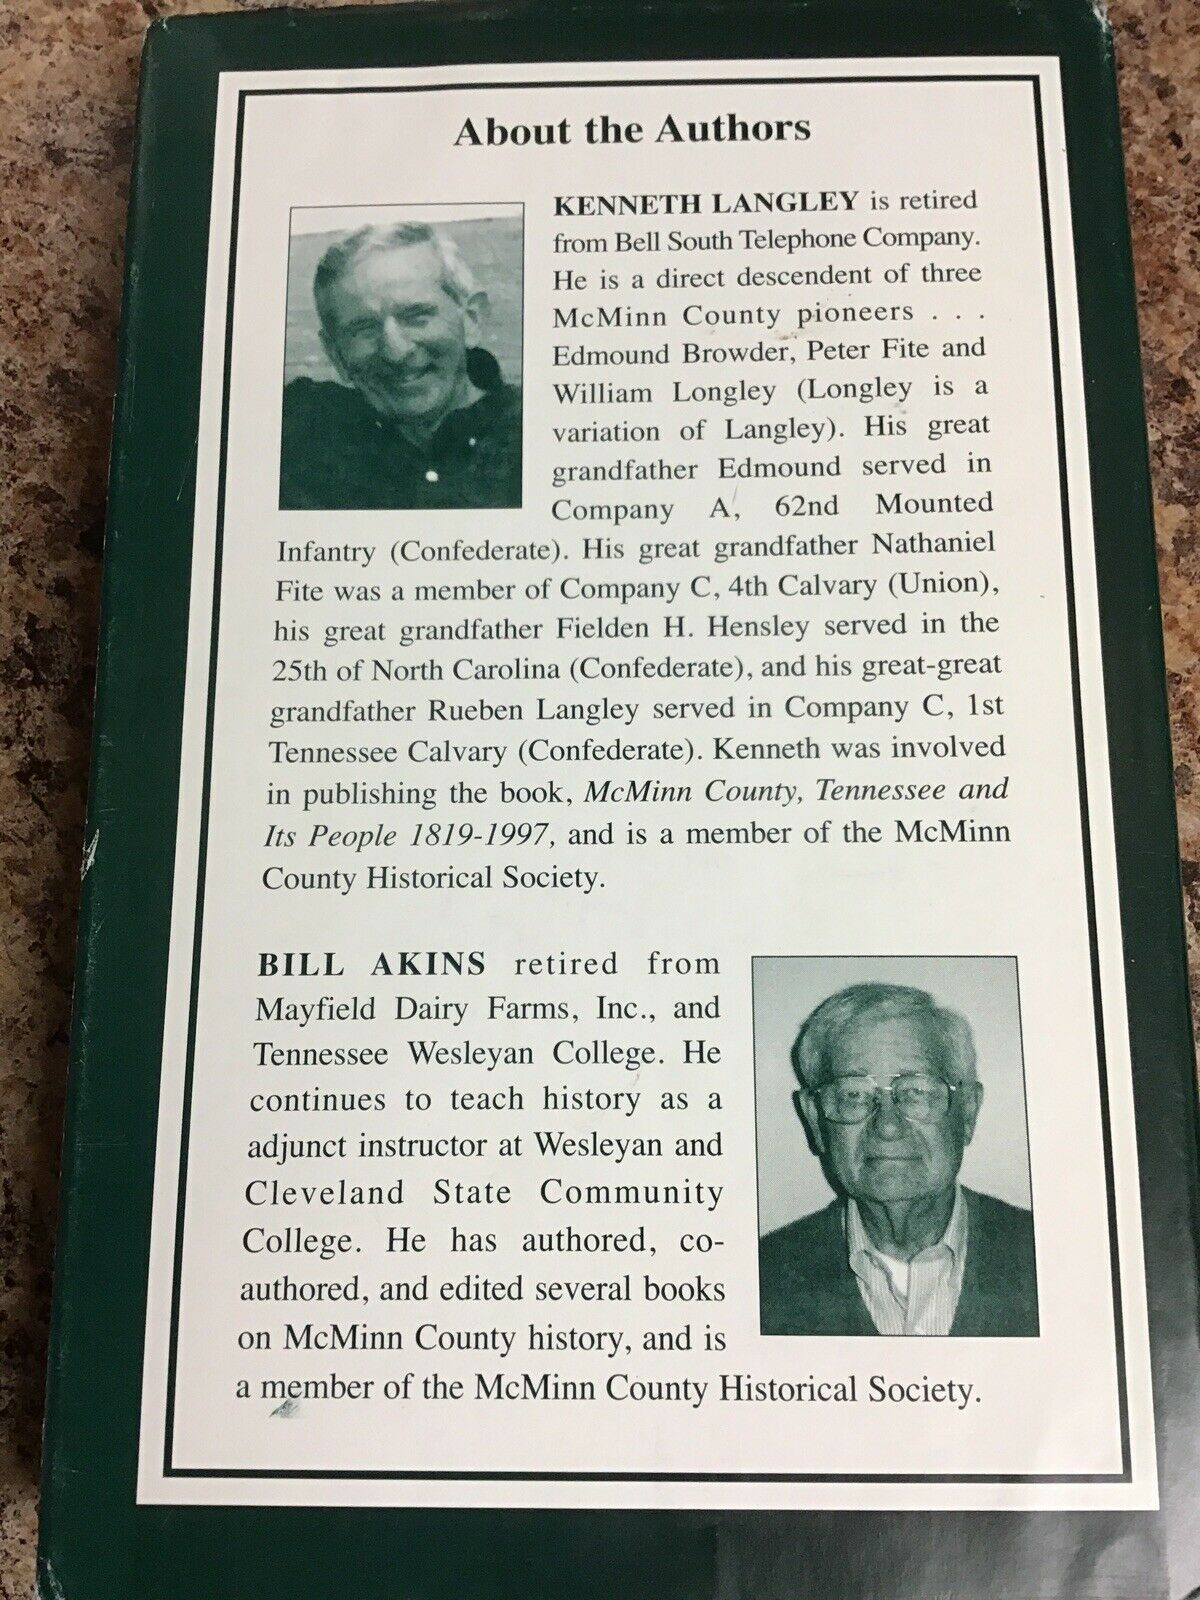 About the Authors
KENNETH LANGLEY is retired
from Bell South Telephone Company.
He is a direct descendent of three
McMinn County pioneers . . .
Edmound Browder, Peter Fite and
William Longley (Longley is a
variation of Langley). His great
grandfather Edmound served in
Company A, 62nd Mounted
Infantry (Confederate). His great grandfather Nathaniel
Fite was a member of Company C, 4th Calvary (Union),
his great grandfather Fielden H. Hensley served in the
25th of North Carolina (Confederate), and his great-great
grandfather Rueben Langley served in Company C, 1st
Tennessee Calvary (Confederate). Kenneth was involved
in publishing the book, McMinn County, Tennessee and
Its People 1819-1997, and is a member of the McMinn
County Historical Society.
BILL AKINS retired from
Mayfield Dairy Farms, Inc., and
Tennessee Wesleyan College. He
continues to teach history as a
adjunct instructor at Wesleyan and
Cleveland State Community
College. He has authored, co-
authored, and edited several books
on McMinn County history, and is
a member of the McMinn County Historical Society.